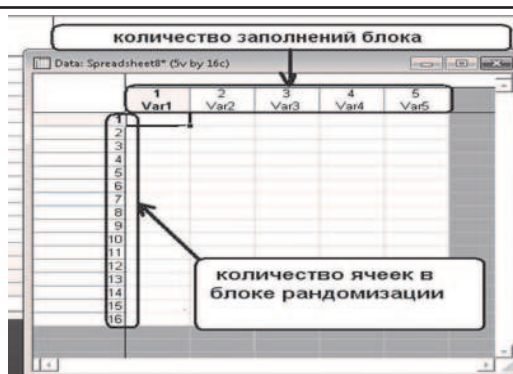 количество заполнений блока
Data: Spreadsheet8* (5v by 16c)
1 2 3 4 5
Var1 Var2 Var3 Var4 Var5
1
2
3
4
5
6
7
8
9
10
11
12
13
14
15
16
количество ячеек в
блоке рандомизации